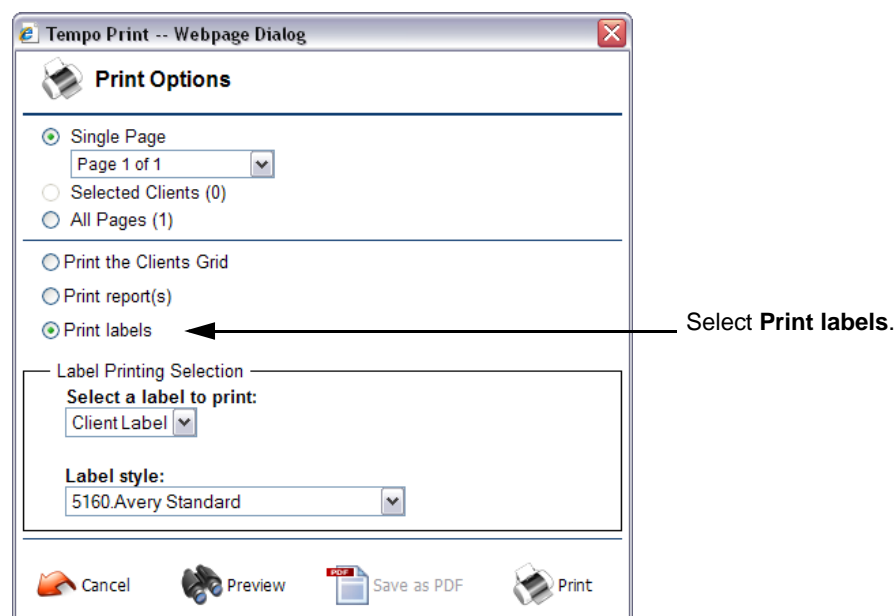 Tempo Print -- Webpage Dialog
Print Options
Single Page
Page 1 of 1
Selected Clients (0)
All Pages (1)
Print the Clients Grid
Print report(s)
Print labels
Select Print labels.
Label Printing Selection
Select a label to print:
Client Label
Label style:
5160.Avery Standard
Cancel Preview PDF Save as PDF Print